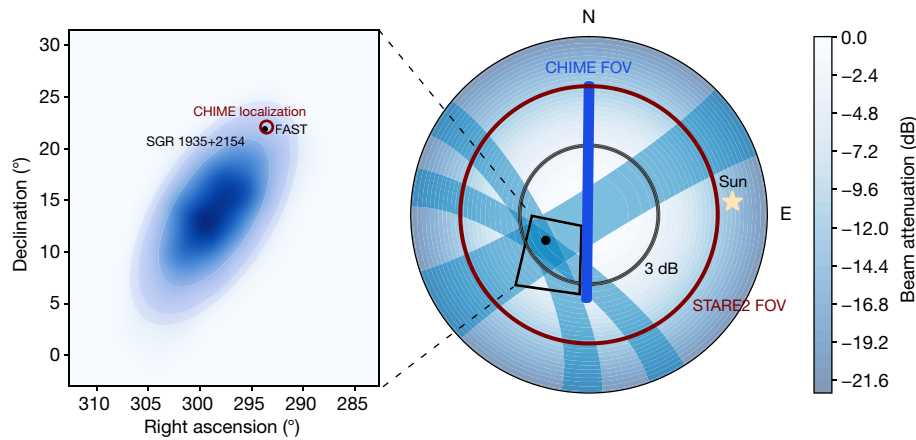 30
25
20
15
10
5
0
Declination (°)
CHIME localization
FAST
SGR 1935+2154
310
305
300
295
290
285
Right ascension (°)
N
CHIME FOV
Sun
E
3 dB
STARE2 FOV
0.0
−2.4
−4.8
−7.2
−9.6
−12.0
−14.4
−16.8
−19.2
−21.6
Beam attenuation (dB)